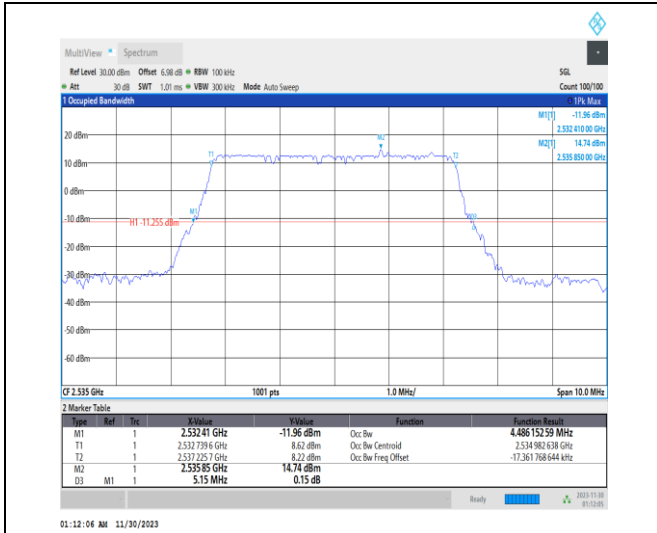 MultiView Spectrum
Ref Level 30.00 dBm Offset 6.98 dB RBW 100 kHz SGL
Att 30 dB SWT 1.01 ms VBW 300 kHz Mode Auto Sweep Count 100/100
1 Occupied Bandwidth 1Pk Max
M1[1] -11.96 dBm
2.532 410 00 GHz
M2[1] 14.74 dBm
2.535 850 00 GHz
20 dBm
M2
T1
T2
10 dBm
0 dBm
M1
-10 dBm
H1 -11.255 dBm
-20 dBm
-30 dBm
-40 dBm
-50 dBm
-60 dBm
CF 2.535 GHz 1001 pts 1.0 MHz/ Span 10.0 MHz
2 Marker Table
Type Ref Trc X-Value Y-Value Function Function Result
M1 1 2.532 41 GHz -11.96 dBm Occ Bw 4.486 152 59 MHz
T1 1 2.532 739 6 GHz 8.62 dBm Occ Bw Centroid 2.534 982 638 GHz
T2 1 2.537 225 7 GHz 8.22 dBm Occ Bw Freq Offset -17.361 768 644 kHz
M2 1 2.535 85 GHz 14.74 dBm
D3 M1 1 5.15 MHz 0.15 dB
Ready 2023-11-30
01:12:05
01:12:06 AM 11/30/2023